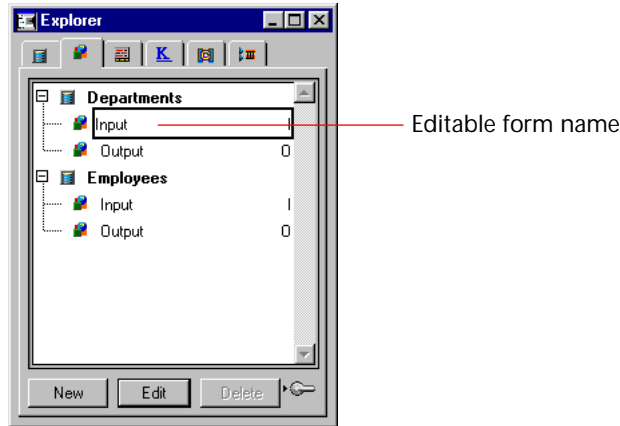 Explorer
K
Departments
Input I
Editable form name
Output O
Employees
Input I
Output O
New Edit Delete